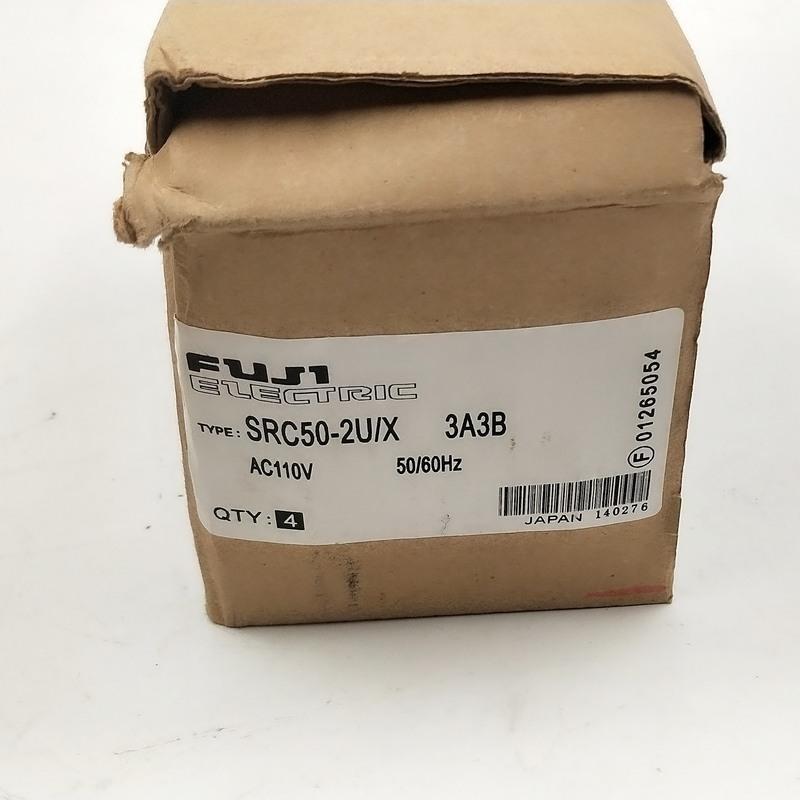 FUJI
ELECTRIC
TYPE: SRC50-2U/X 3A3B
AC110V 50/60Hz
QTY: 4
JAPAN 140276
Ⓕ 01265054